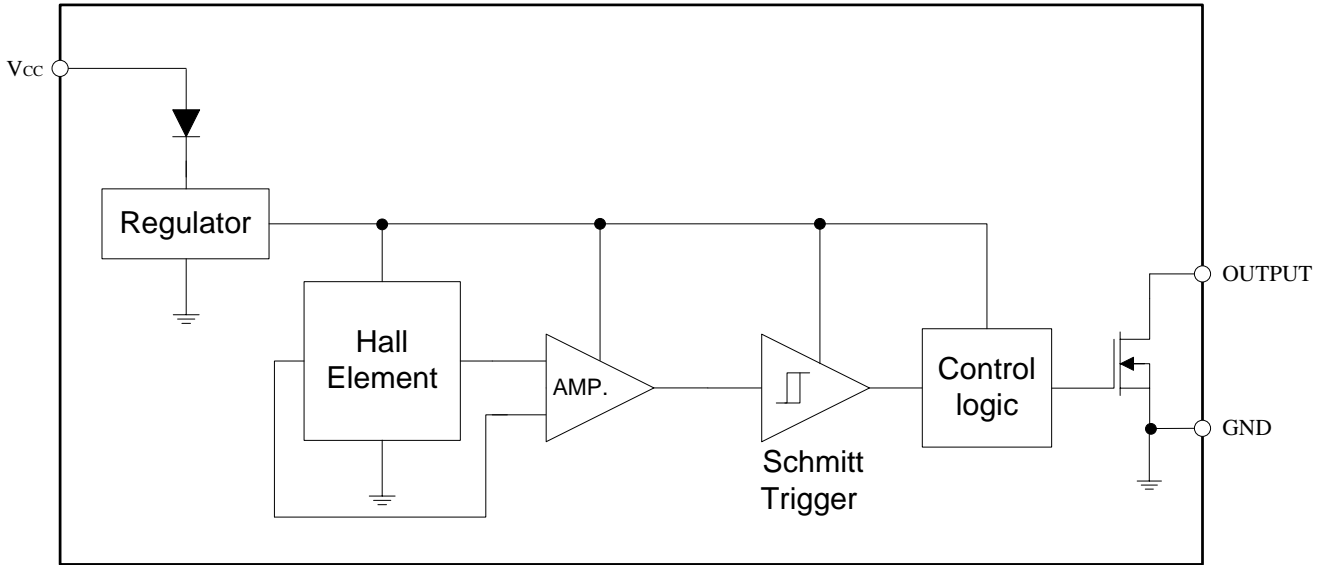 VCC
Regulator
OUTPUT
Hall
Element
AMP.
Control
logic
GND
Schmitt
Trigger